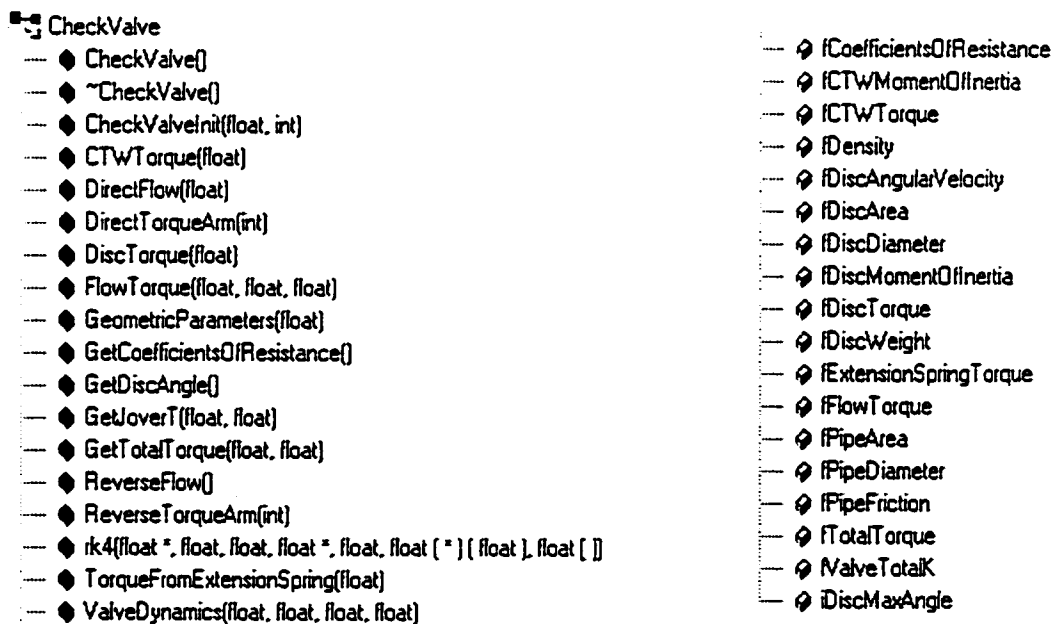 CheckValve
CheckValve()
~CheckValve()
CheckValveInit(float, int)
CTWTorque(float)
DirectFlow(float)
DirectTorqueArm(int)
DiscTorque(float)
FlowTorque(float, float, float)
GeometricParameters(float)
GetCoefficientsOfResistance()
GetDiscAngle()
GetJoverT(float, float)
GetTotalTorque(float, float)
ReverseFlow()
ReverseTorqueArm(int)
rk4(float *, float, float, float *, float, float ( * ) ( float ), float [ ])
TorqueFromExtensionSpring(float)
ValveDynamics(float, float, float, float)
fCoefficientsOfResistance
fCTWMomentOfInertia
fCTWTorque
fDensity
fDiscAngularVelocity
fDiscArea
fDiscDiameter
fDiscMomentOfInertia
fDiscTorque
fDiscWeight
fExtensionSpringTorque
fFlowTorque
fPipeArea
fPipeDiameter
fPipeFriction
fTotalTorque
fValveTotalK
iDiscMaxAngle